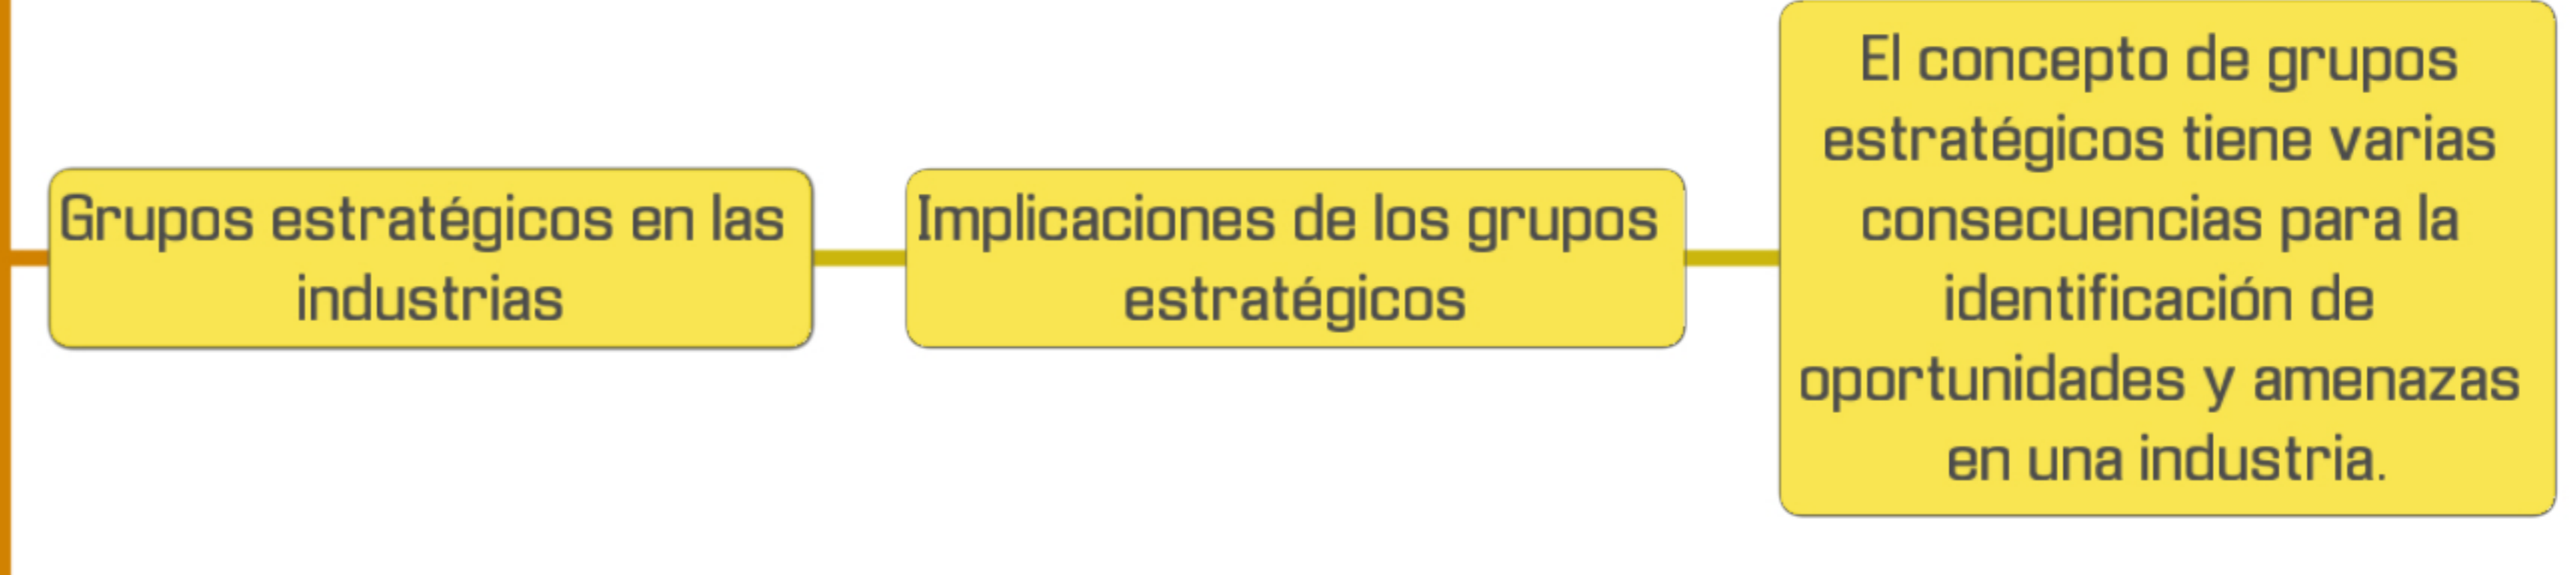 Grupos estratégicos en las
industrias
Implicaciones de los grupos
estratégicos
El concepto de grupos
estratégicos tiene varias
consecuencias para la
identificación de
oportunidades y amenazas
en una industria.